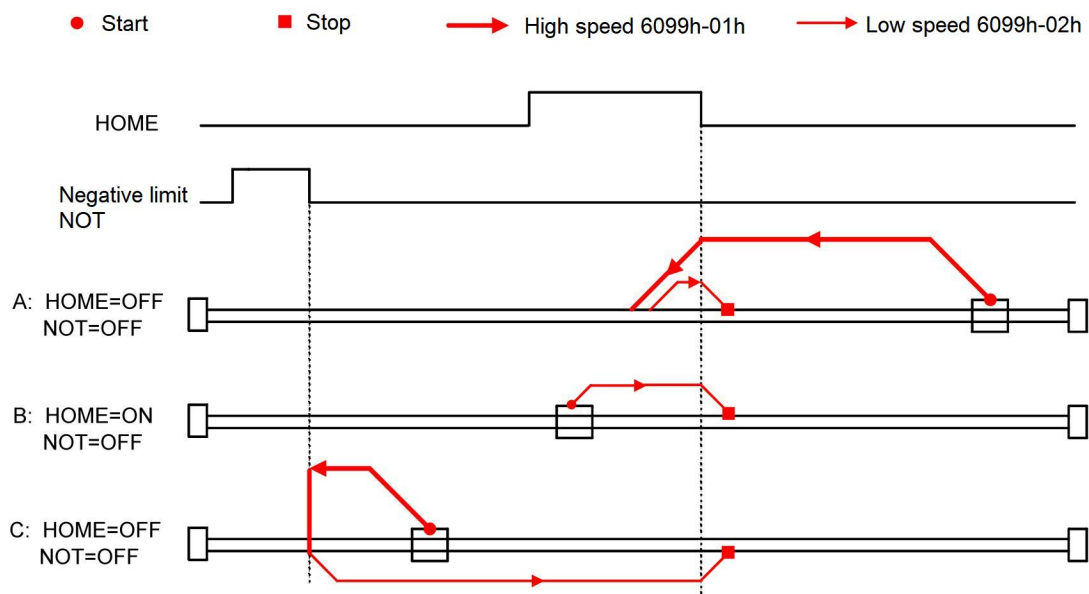 Start
Stop
High speed 6099h-01h
Low speed 6099h-02h
HOME
Negative limit
NOT
A: HOME=OFF
NOT=OFF
B: HOME=ON
NOT=OFF
C: HOME=OFF
NOT=OFF